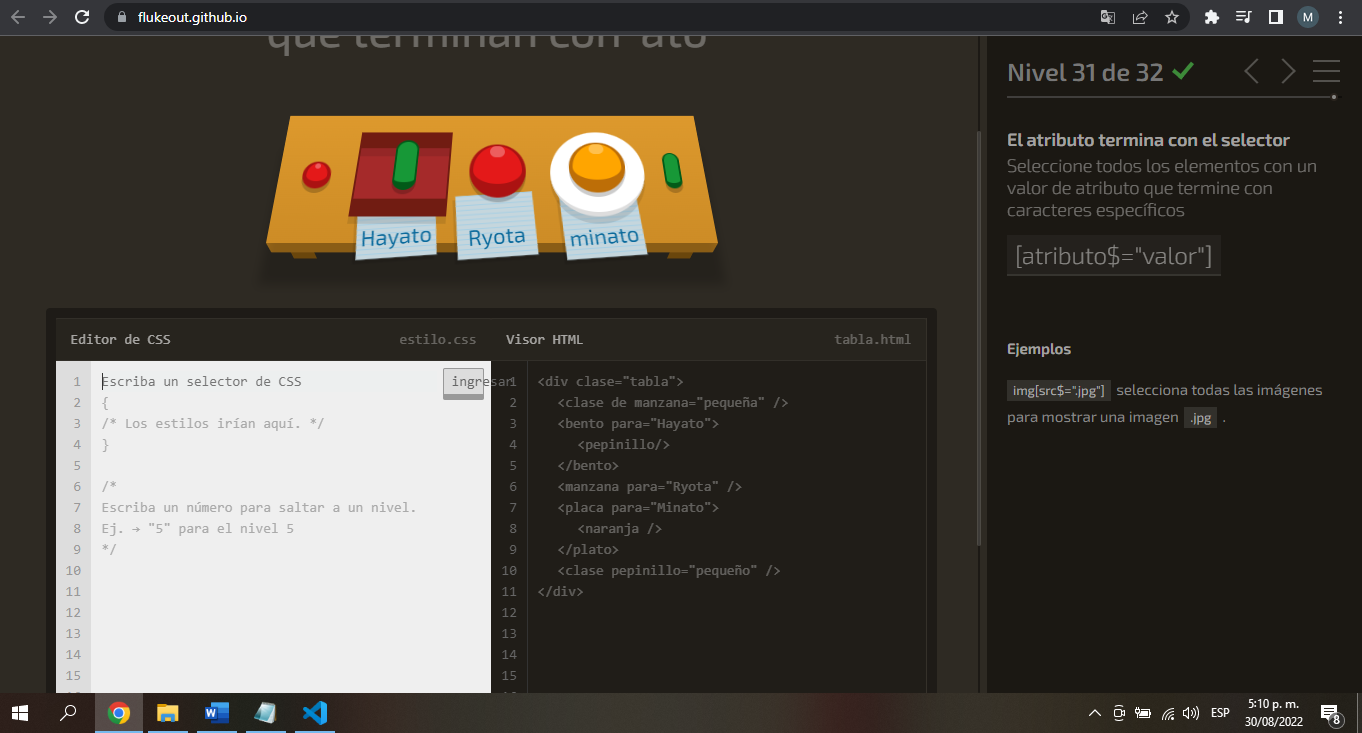 flukeout.github.io
M
que terminan con 'ato'
Hayato
Ryota
minato
Editor de CSS
estilo.css
Visor HTML
tabla.html
1 Escriba un selector de CSS
ingresar
2 {
3 /* Los estilos irían aquí. */
4 }
5
6 /*
7 Escriba un número para saltar a un nivel.
8 Ej. → "5" para el nivel 5
9 */
10
11
12
13
14
15
1 <div clase="tabla">
2 <clase de manzana="pequeña" />
3 <bento para="Hayato">
4 <pepinillo/>
5 </bento>
6 <manzana para="Ryota" />
7 <placa para="Minato">
8 <naranja />
9 </plato>
10 <clase pepinillo="pequeño" />
11 </div>
12
13
14
15
Nivel 31 de 32
El atributo termina con el selector
Seleccione todos los elementos con un
valor de atributo que termine con
caracteres específicos
[atributo$="valor"]
Ejemplos
img[src$=".jpg"] selecciona todas las imágenes
para mostrar una imagen .jpg .
ESP
5:10 p. m.
30/08/2022
8